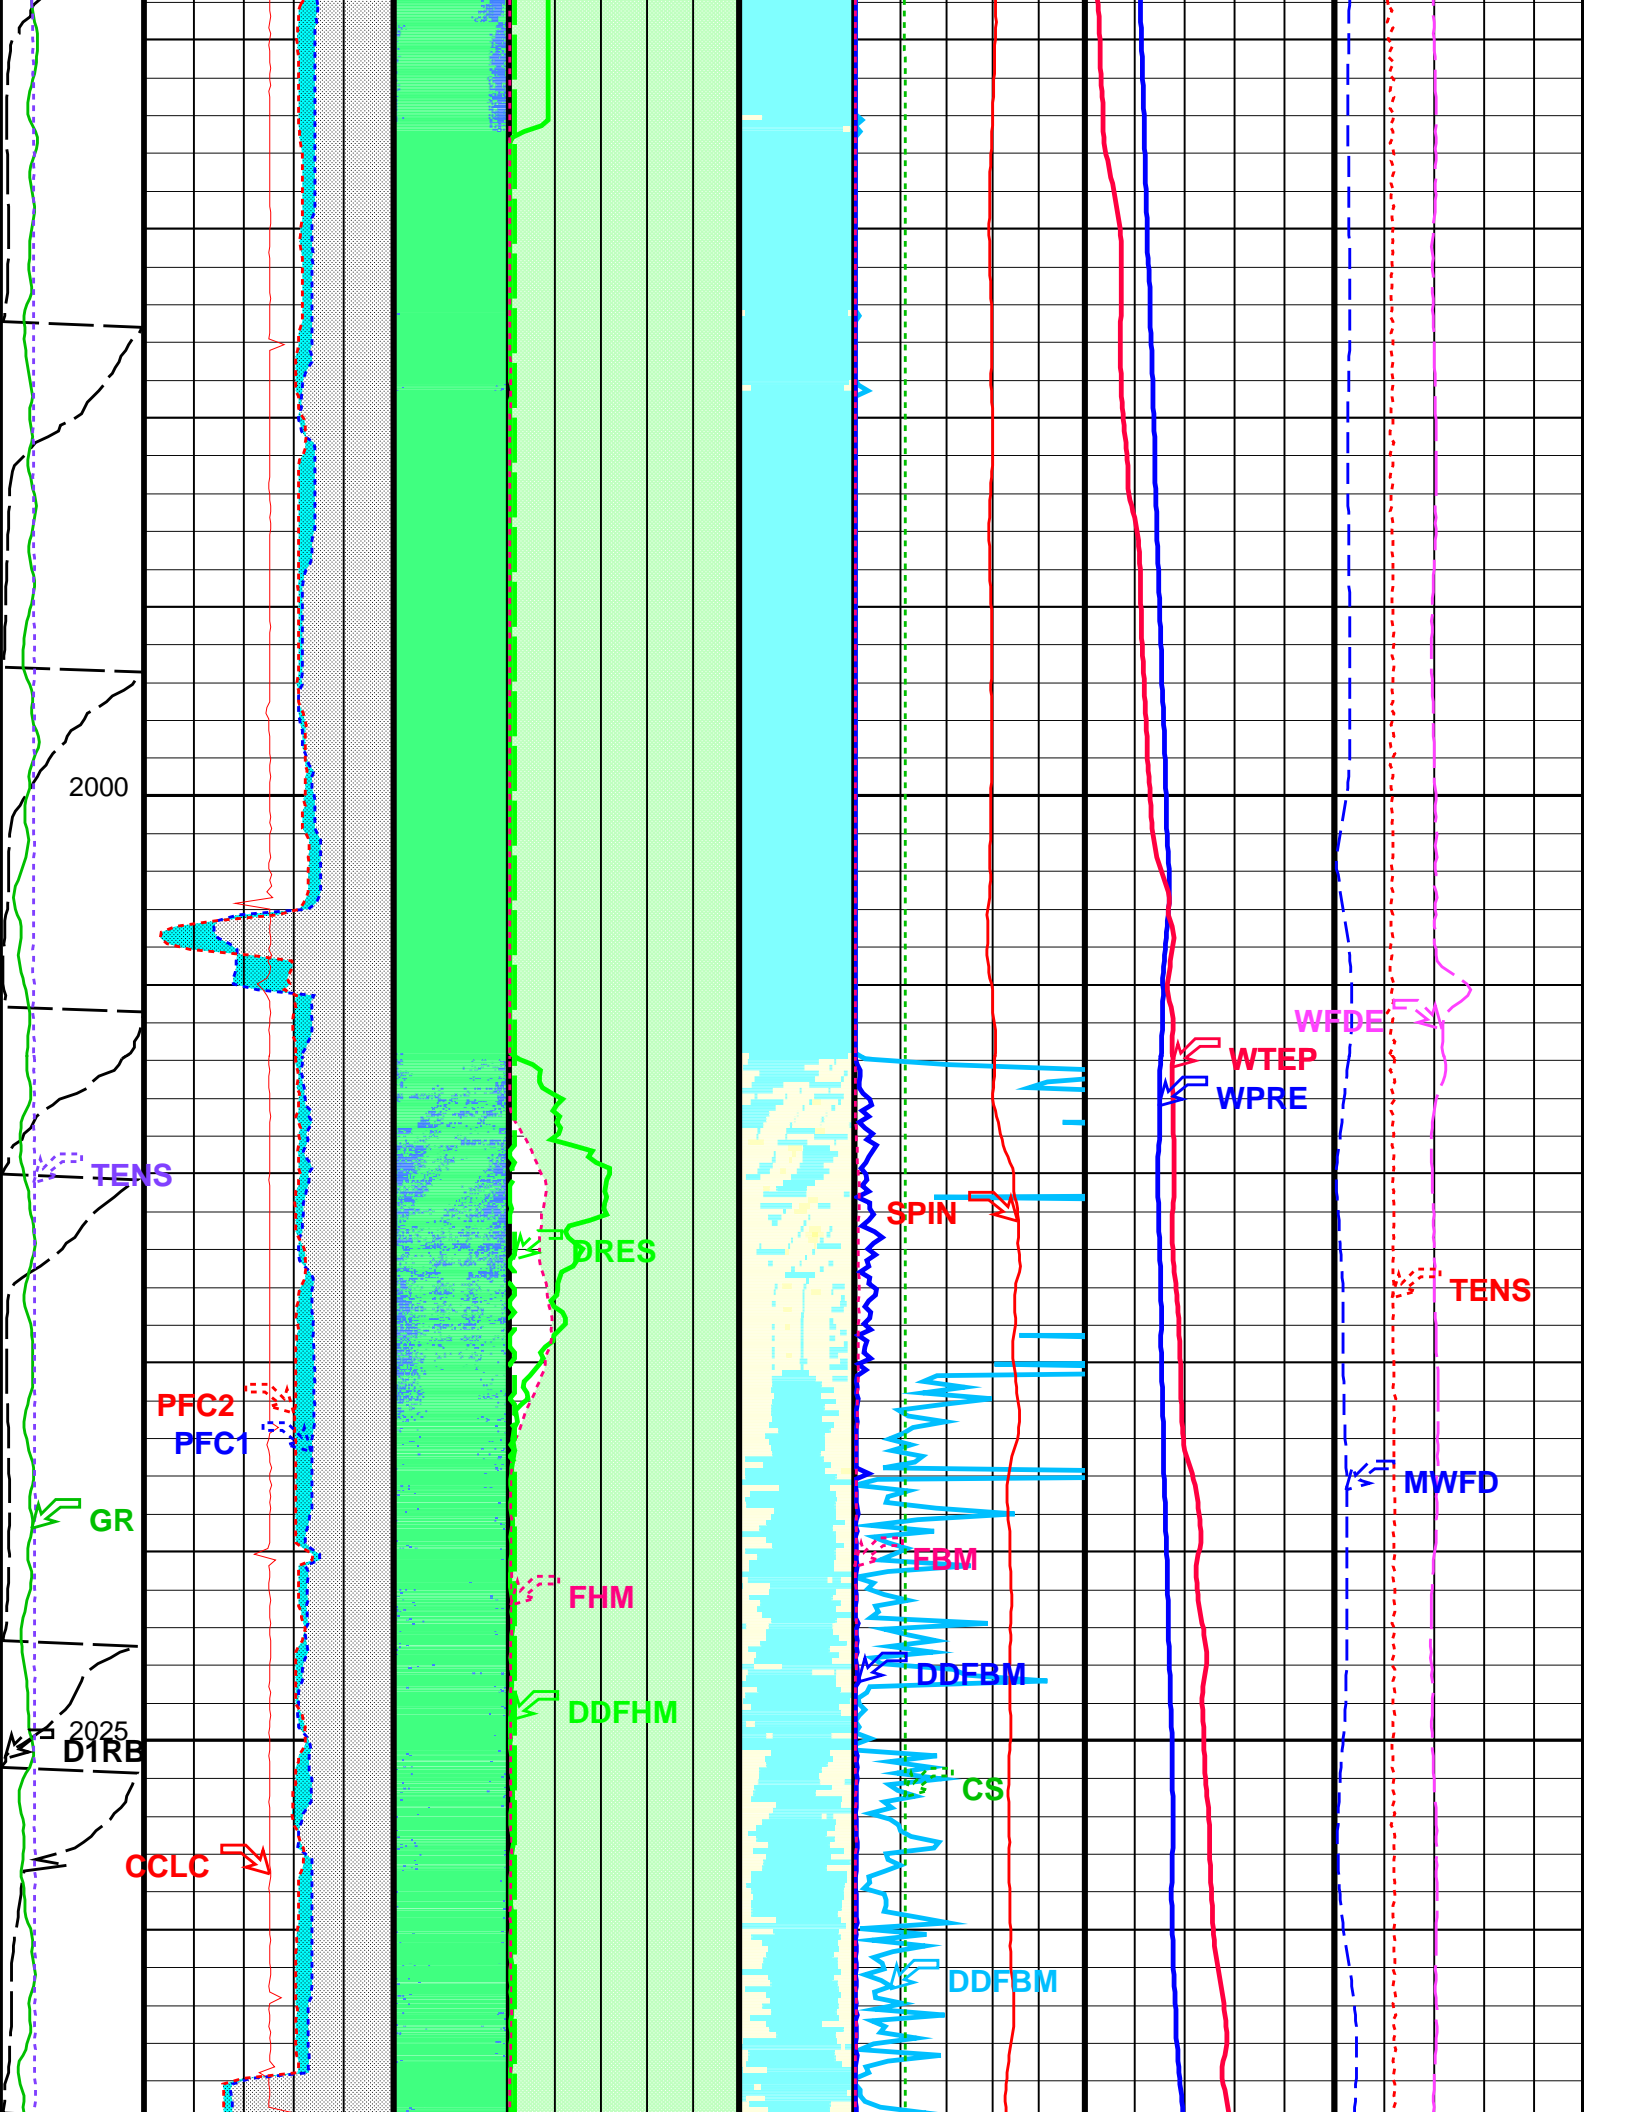 2000
WFDE
WTEP
WPRE
TENS
SPIN
DRES
TENS
PFC2
PFC1
MWFD
GR
FBM
FHM
DDFBM
DDFHM
2025
D1RB
CS
CCLC
DDFBM